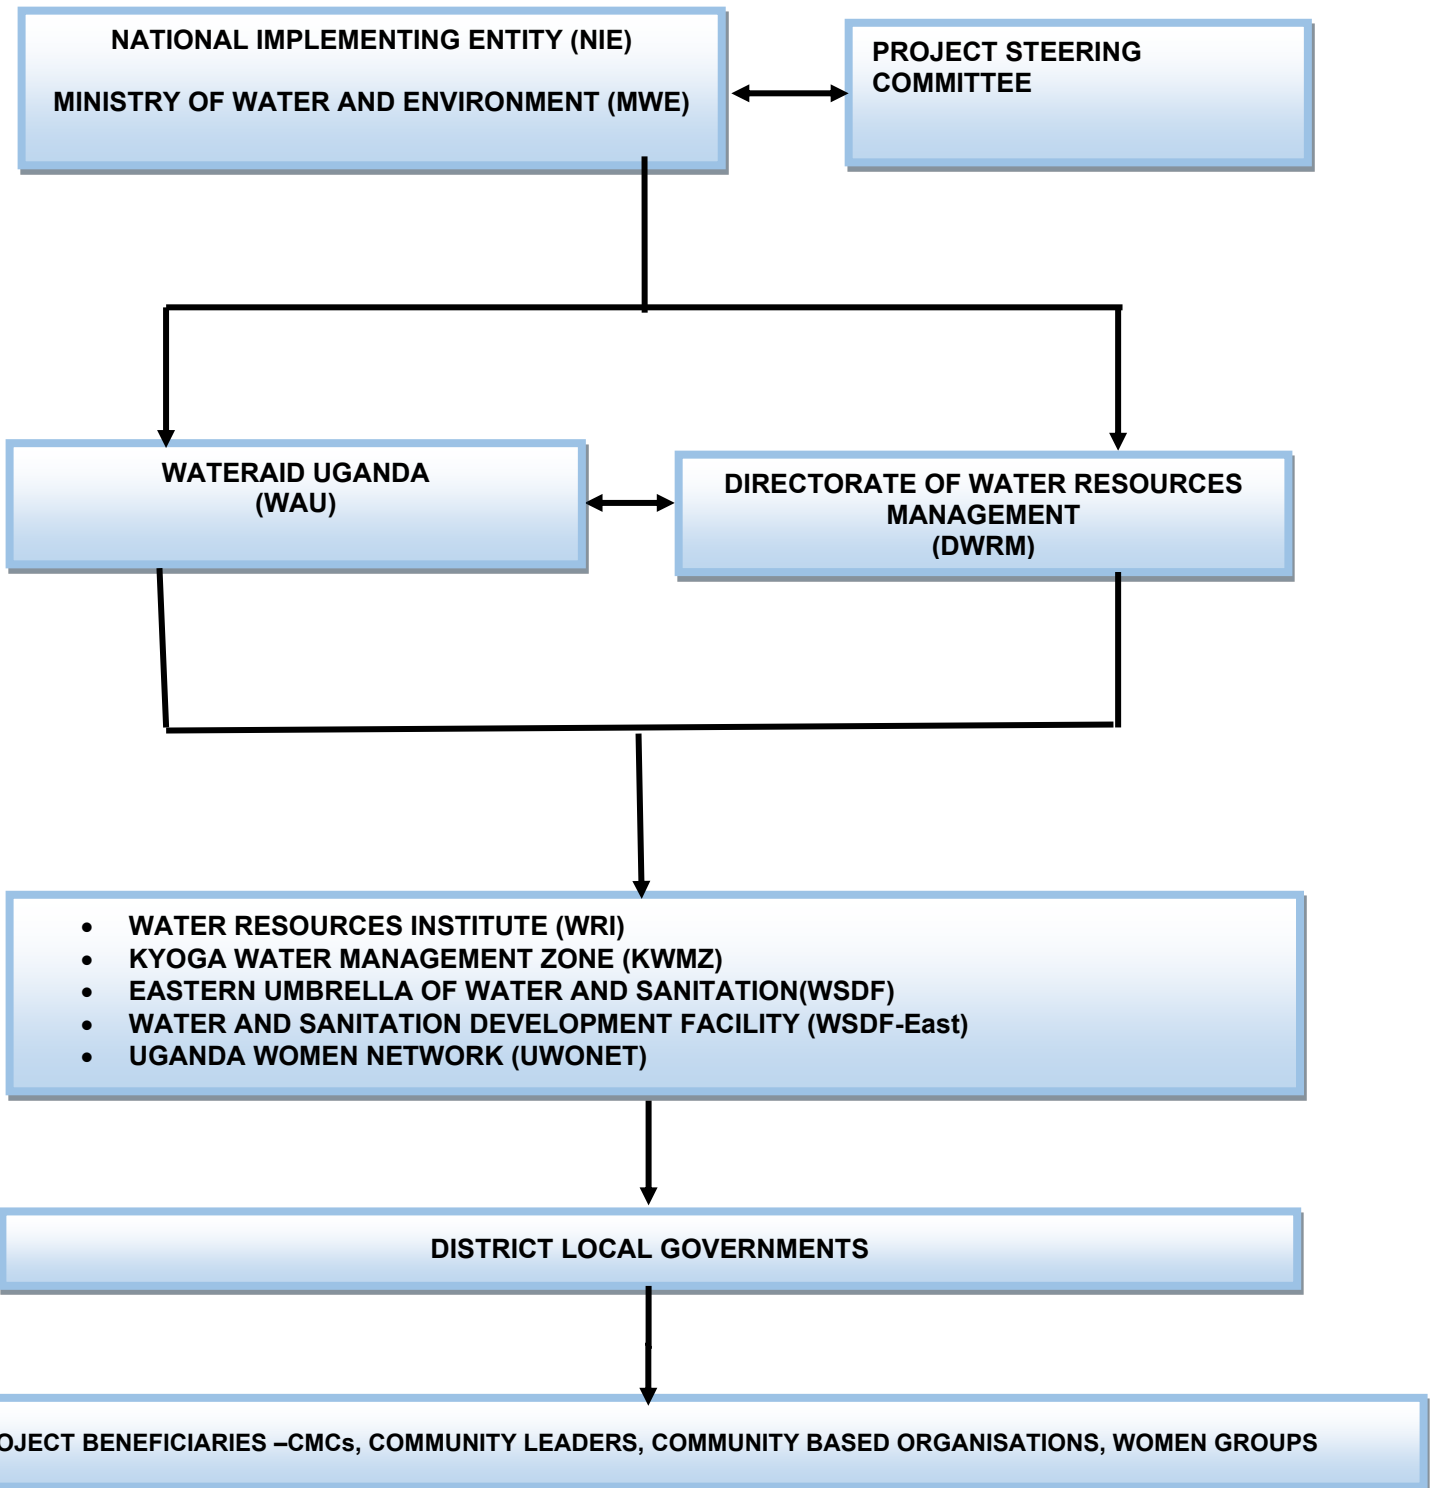 NATIONAL IMPLEMENTING ENTITY (NIE)
MINISTRY OF WATER AND ENVIRONMENT (MWE)
PROJECT STEERING
COMMITTEE
WATERAID UGANDA
(WAU)
DIRECTORATE OF WATER RESOURCES
MANAGEMENT
(DWRM)
• WATER RESOURCES INSTITUTE (WRI)
• KYOGA WATER MANAGEMENT ZONE (KWMZ)
• EASTERN UMBRELLA OF WATER AND SANITATION(WSDF)
• WATER AND SANITATION DEVELOPMENT FACILITY (WSDF-East)
• UGANDA WOMEN NETWORK (UWONET)
DISTRICT LOCAL GOVERNMENTS
OJECT BENEFICIARIES –CMCs, COMMUNITY LEADERS, COMMUNITY BASED ORGANISATIONS, WOMEN GROUPS